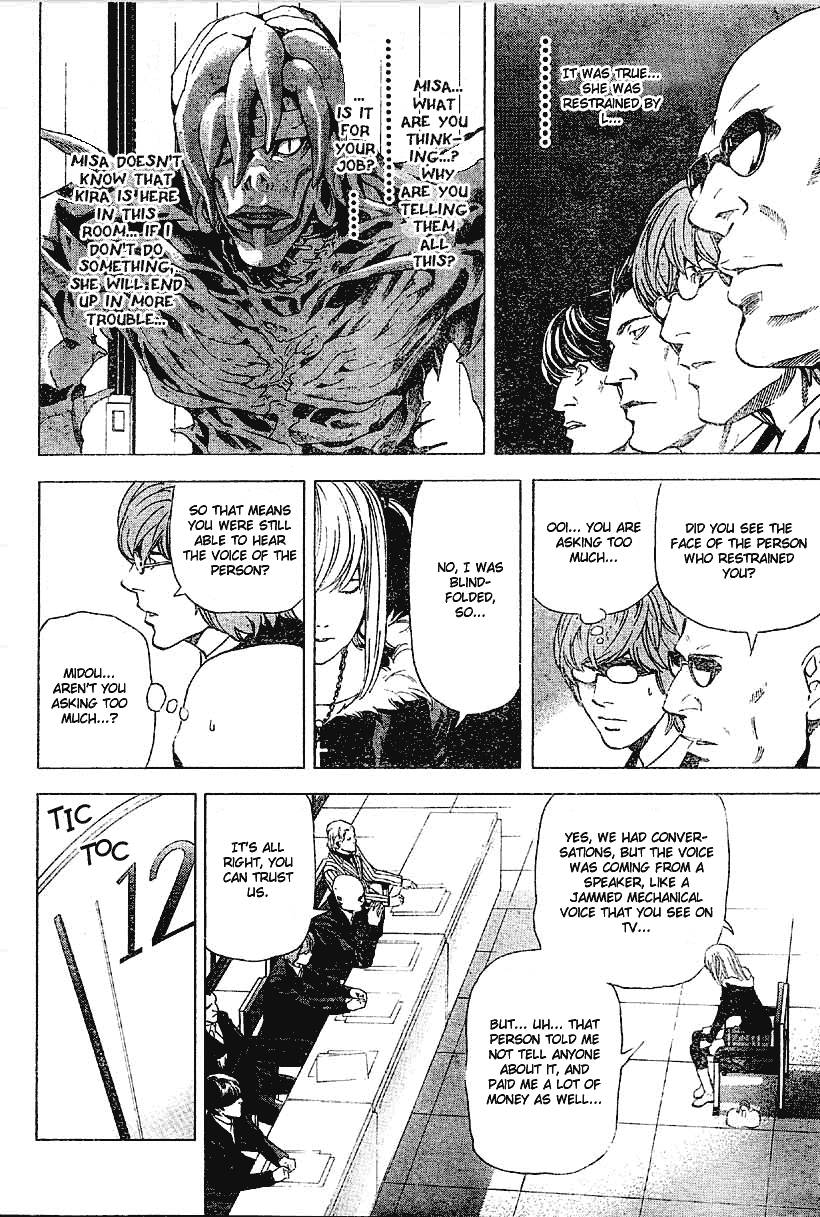 IT WAS TRUE...
SHE WAS
RESTRAINED BY
L...
MISA...
WHAT
ARE YOU
THINK-
ING...?
WHY
ARE YOU
TELLING
THEM
ALL
THIS?
...
IS IT
FOR
YOUR
JOB?
MISA DOESN'T
KNOW THAT
KIRA IS HERE
IN THIS
ROOM... IF I
DON'T DO
SOMETHING,
SHE WILL END
UP IN MORE
TROUBLE...
DID YOU SEE THE
FACE OF THE PERSON
WHO RESTRAINED
YOU?
OOI... YOU ARE
ASKING TOO
MUCH...
NO, I WAS
BLIND-
FOLDED,
SO...
SO THAT MEANS
YOU WERE STILL
ABLE TO HEAR
THE VOICE OF THE
PERSON?
MIDOU...
AREN'T YOU
ASKING TOO
MUCH...?
YES, WE HAD CONVER-
SATIONS, BUT THE VOICE
WAS COMING FROM A
SPEAKER, LIKE A
JAMMED MECHANICAL
VOICE THAT YOU SEE ON
TV...
BUT... UH... THAT
PERSON TOLD ME
NOT TELL ANYONE
ABOUT IT, AND
PAID ME A LOT OF
MONEY AS WELL...
IT'S ALL
RIGHT, YOU
CAN TRUST
US.
TIC
TOC
12